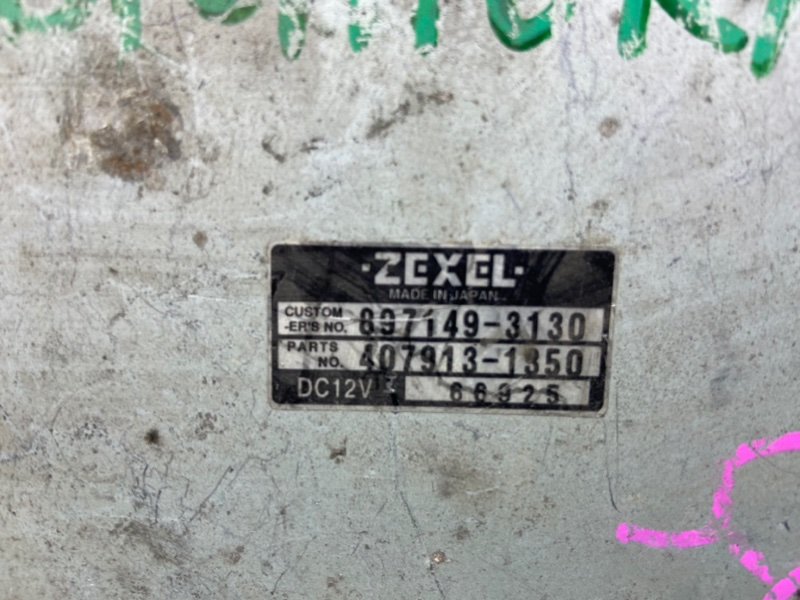 ZEXEL
MADE IN JAPAN
CUSTOM
-ER'S NO. 897149-3130
PARTS
NO. 407913-1350
DC12V 66925